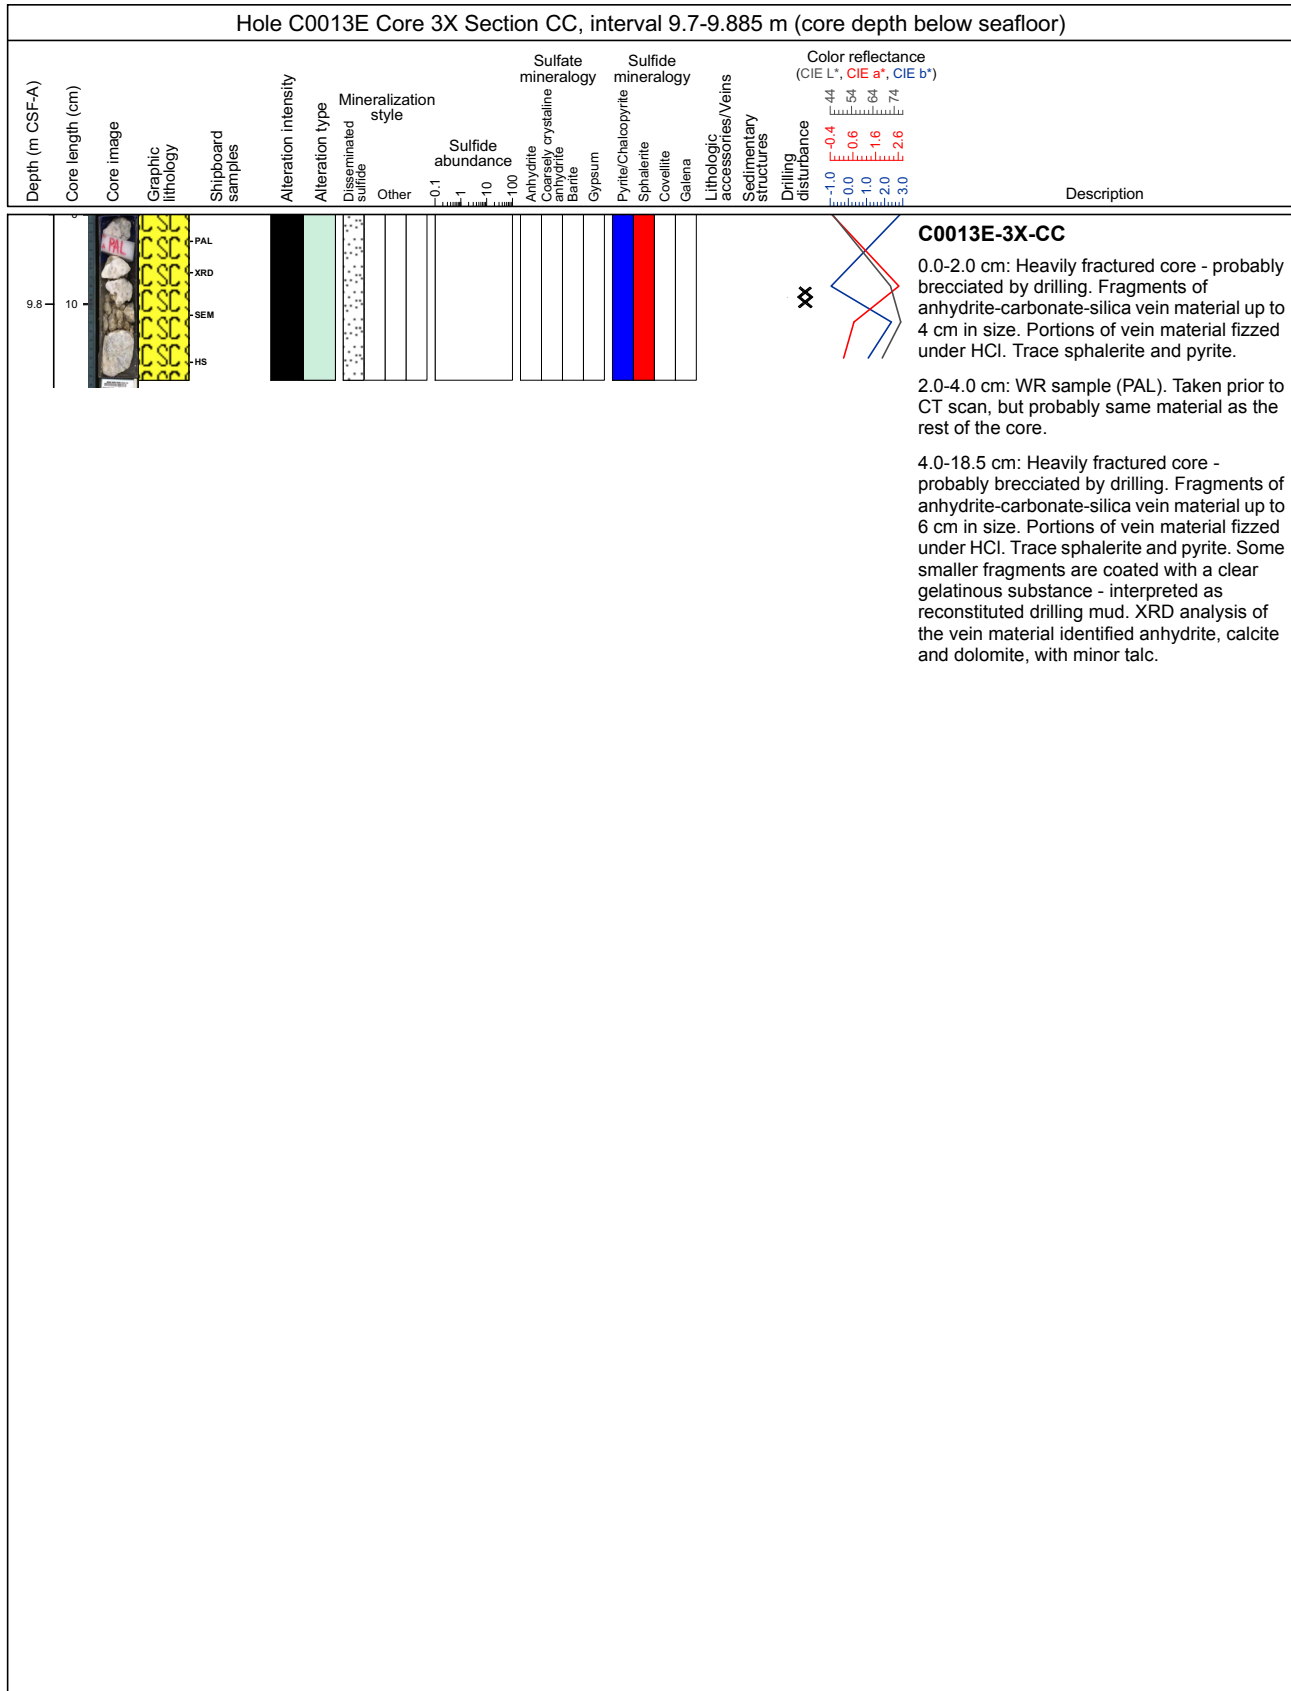 Hole C0013E Core 3X Section CC, interval 9.7-9.885 m (core depth below seafloor)
Depth (m CSF-A)
Core length (cm)
Core image
Graphic
lithology
Shipboard
samples
Alteration intensity
Alteration type
Mineralization
style
Disseminated
sulfide
Other
Sulfide
abundance
0.1
1
10
100
Sulfate
mineralogy
Anhydrite
Coarsely crystaline
anhydrite
Barite
Gypsum
Sulfide
mineralogy
Pyrite/Chalcopyrite
Sphalerite
Covellite
Galena
Lithologic
accessories/Veins
Sedimentary
structures
Drilling
disturbance
Color reflectance
(CIE L*, CIE a*, CIE b*)
44
54
64
74
-0.4
0.6
1.6
2.6
-1.0
0.0
1.0
2.0
3.0
Description
9.8
10
PAL
CSC
CSC
CSC
CSC
CSC
PAL
XRD
SEM
HS
C0013E-3X-CC
0.0-2.0 cm: Heavily fractured core - probably
brecciated by drilling. Fragments of
anhydrite-carbonate-silica vein material up to
4 cm in size. Portions of vein material fizzed
under HCl. Trace sphalerite and pyrite.
2.0-4.0 cm: WR sample (PAL). Taken prior to
CT scan, but probably same material as the
rest of the core.
4.0-18.5 cm: Heavily fractured core -
probably brecciated by drilling. Fragments of
anhydrite-carbonate-silica vein material up to
6 cm in size. Portions of vein material fizzed
under HCl. Trace sphalerite and pyrite. Some
smaller fragments are coated with a clear
gelatinous substance - interpreted as
reconstituted drilling mud. XRD analysis of
the vein material identified anhydrite, calcite
and dolomite, with minor talc.